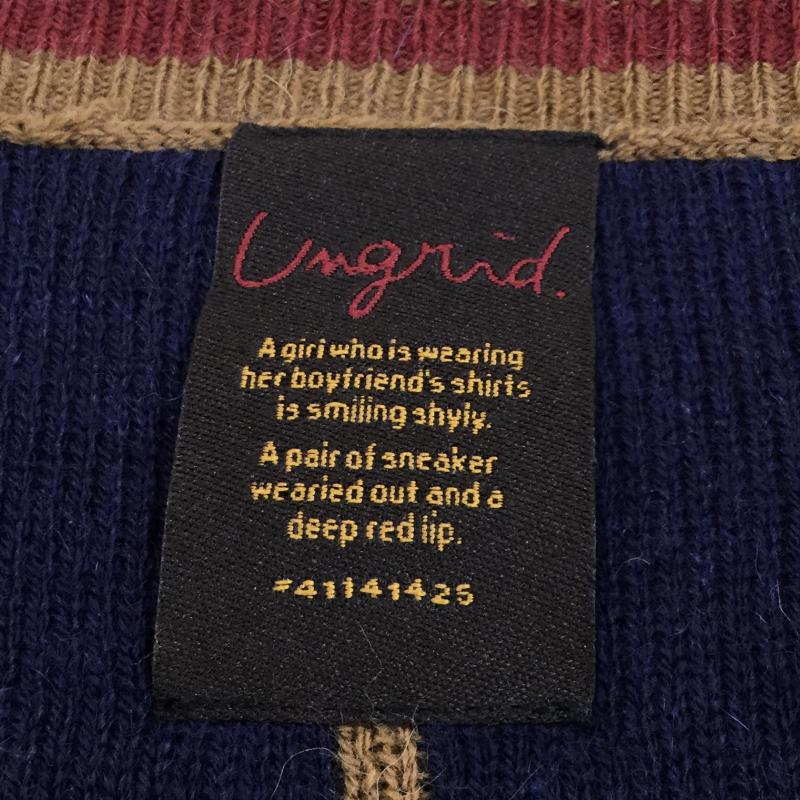 Ungrid.
A girl who is wearing
her boyfriend's shirts
is smiling shyly.
A pair of sneaker
wearied out and a
deep red lip.
#41141425